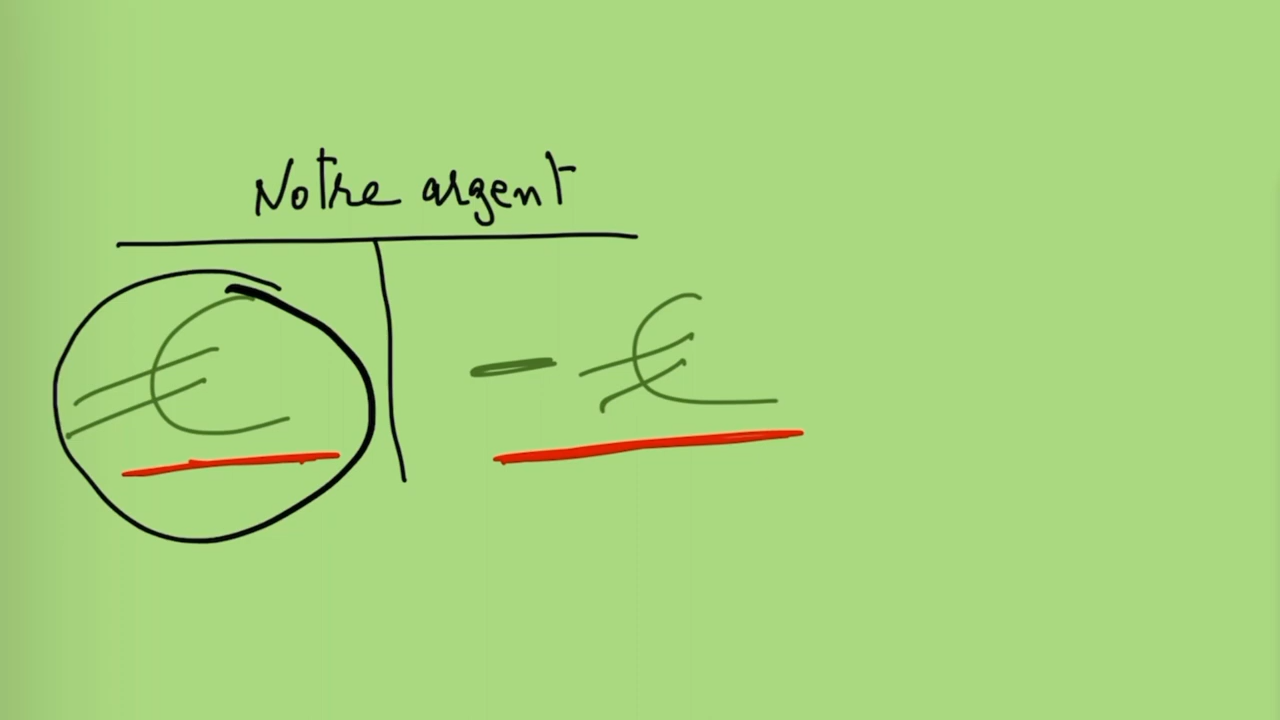 Notre argent
€ - €